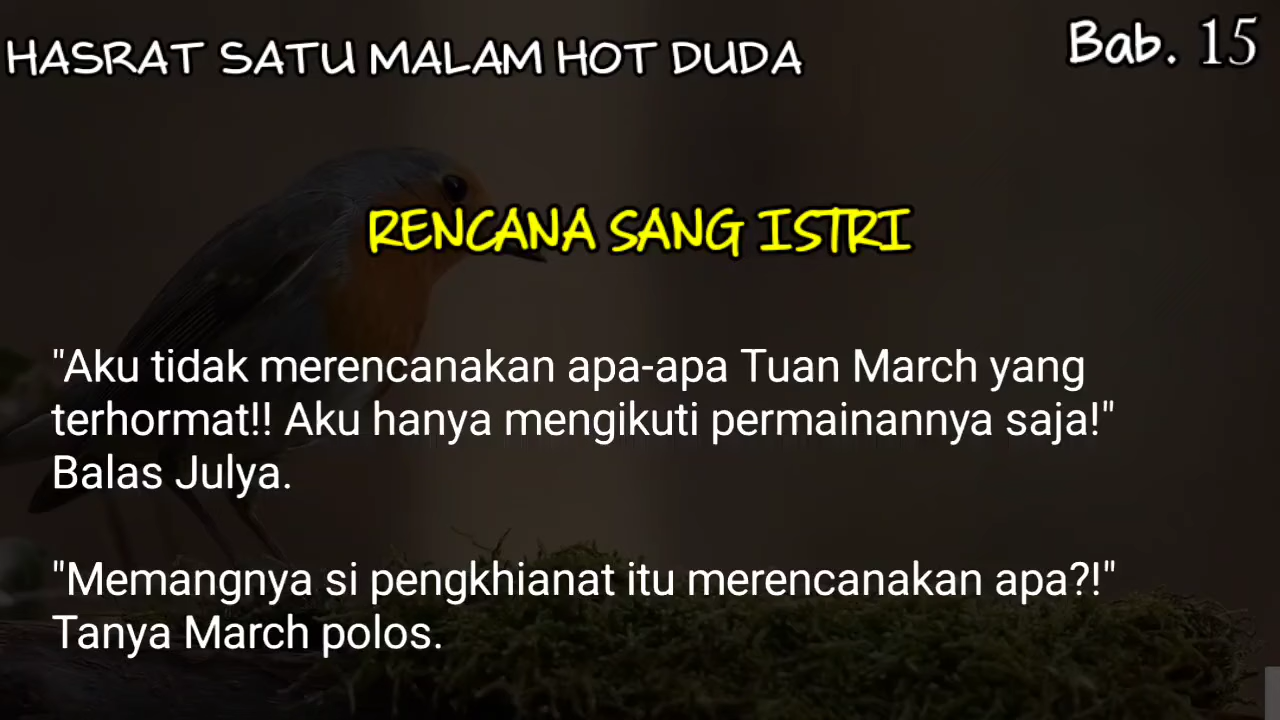 HASRAT SATU MALAM HOT DUDA
Bab. 15
RENCANA SANG ISTRI
"Aku tidak merencanakan apa-apa Tuan March yang
terhormat!! Aku hanya mengikuti permainannya saja!"
Balas Julya.
"Memangnya si pengkhianat itu merencanakan apa?!"
Tanya March polos.